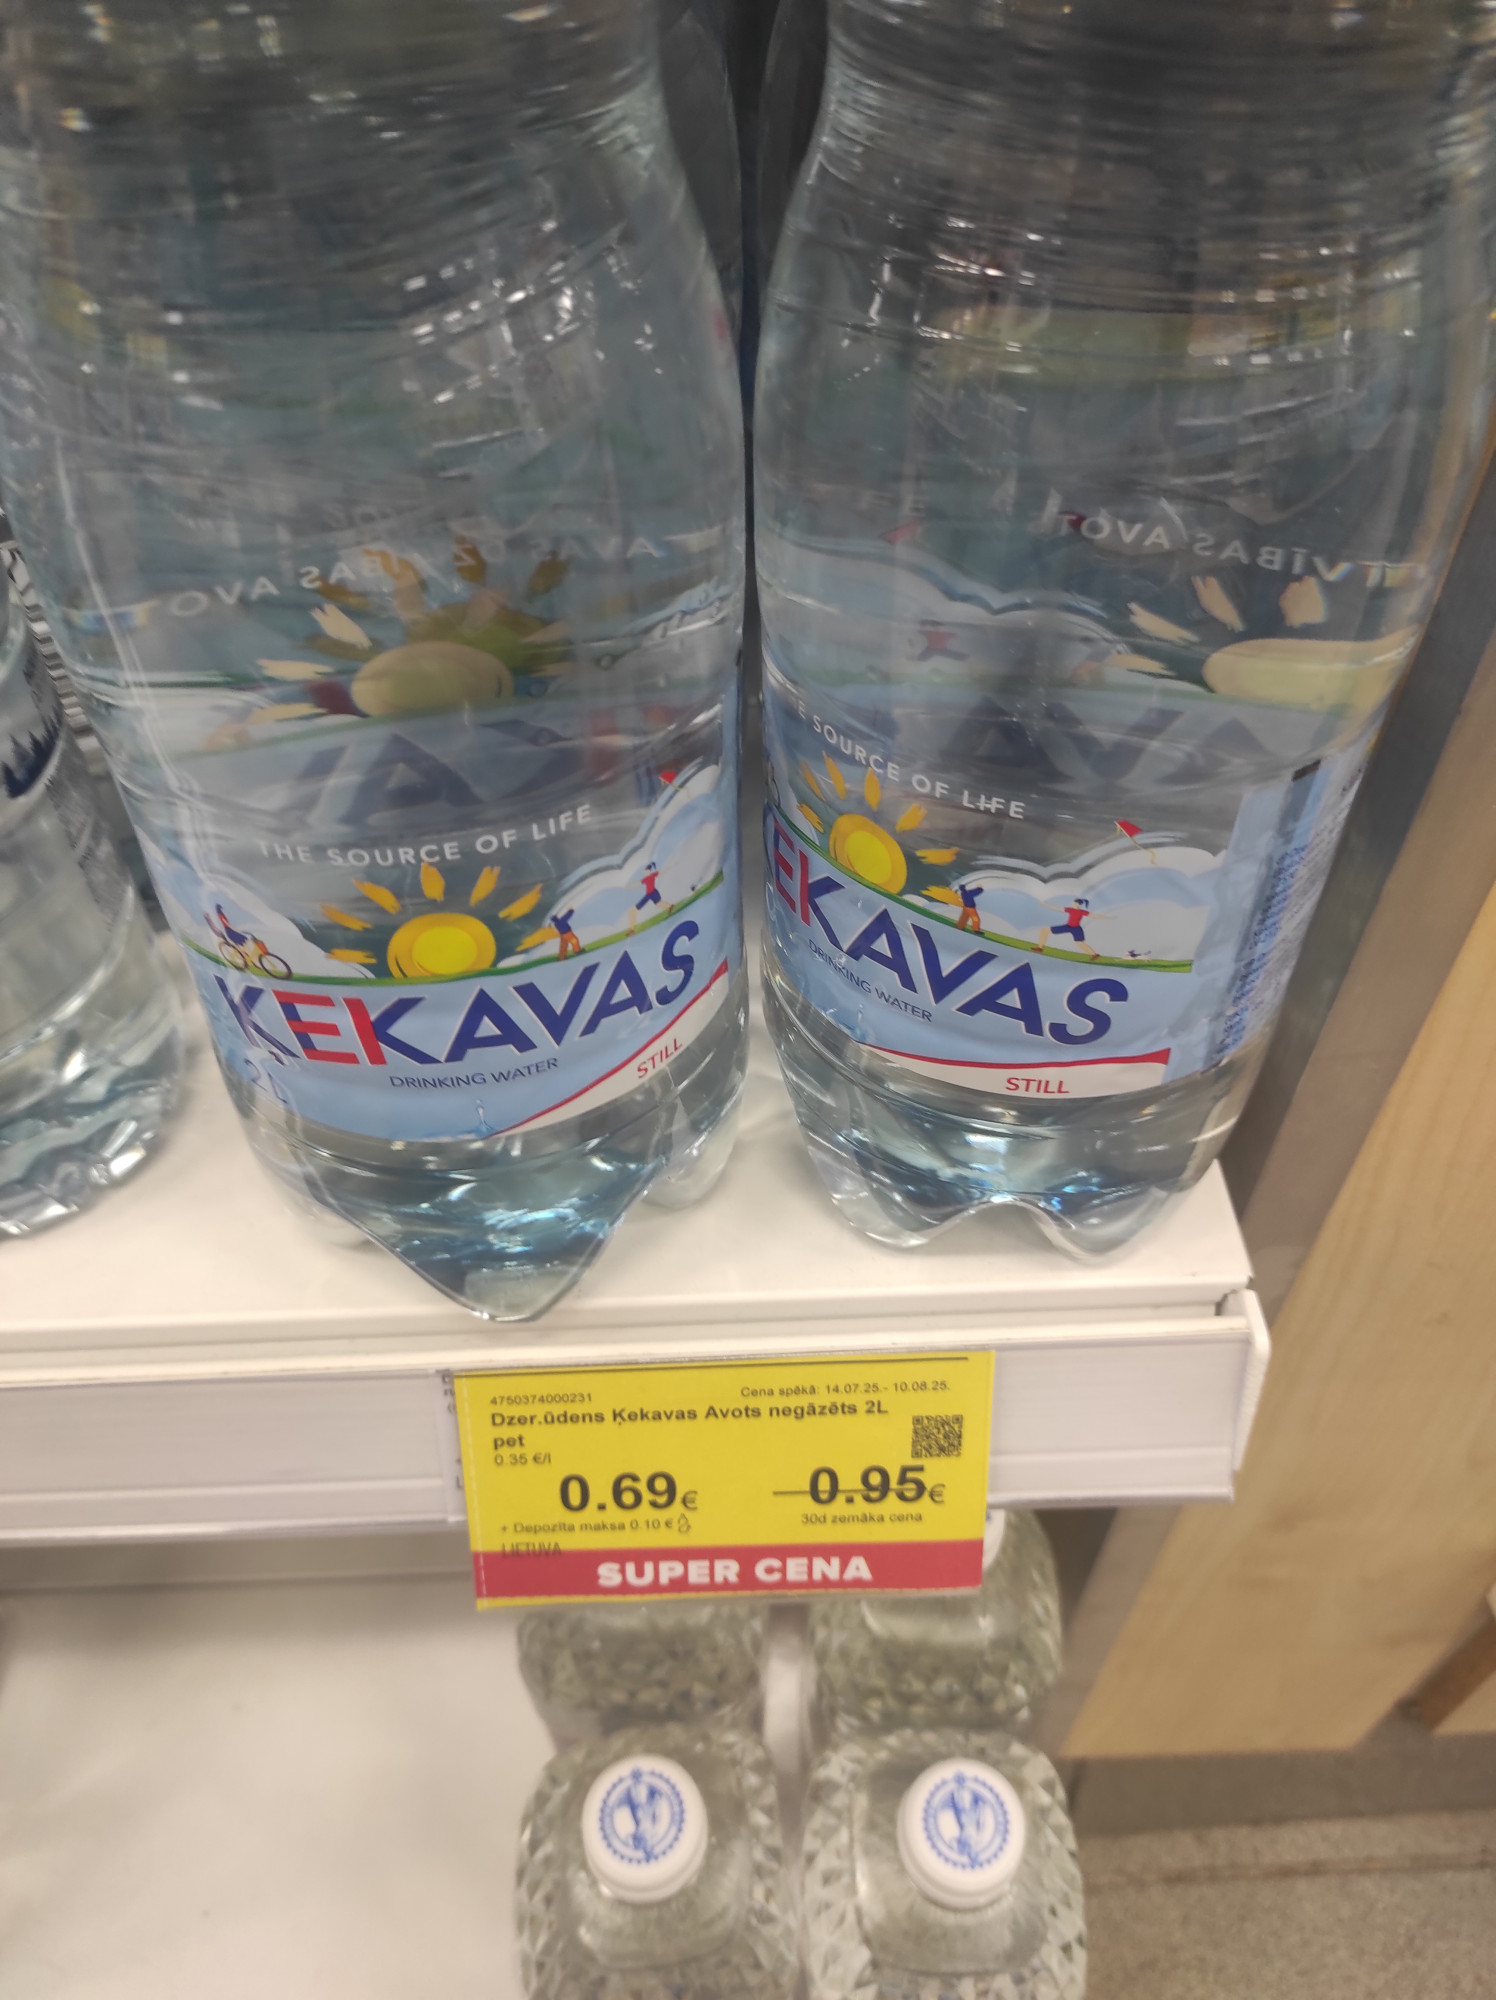 THE SOURCE OF LIFE
KEKAVAS
2L
DRINKING WATER
STILL
THE SOURCE OF LIFE
KEKAVAS
DRINKING WATER
STILL
4750374000231
Cena spēkā: 14.07.25.- 10.08.25.
Dzer.ūdens Ķekavas Avots negāzēts 2L
pet
0.35 €/l
0.69€
0.95€
+ Depozīta maksa 0.10 €
30d zemāka cena
LIETUVA
SUPER CENA